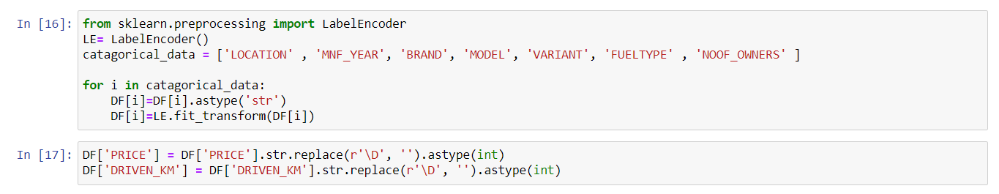 In [16]: from sklearn.preprocessing import LabelEncoder
LE= LabelEncoder()
catagorical_data = ['LOCATION' , 'MNF_YEAR', 'BRAND', 'MODEL', 'VARIANT', 'FUELTYPE' , 'NOOF_OWNERS' ]
for i in catagorical_data:
    DF[i]=DF[i].astype('str')
    DF[i]=LE.fit_transform(DF[i])
In [17]: DF['PRICE'] = DF['PRICE'].str.replace(r'\D', '').astype(int)
DF['DRIVEN_KM'] = DF['DRIVEN_KM'].str.replace(r'\D', '').astype(int)